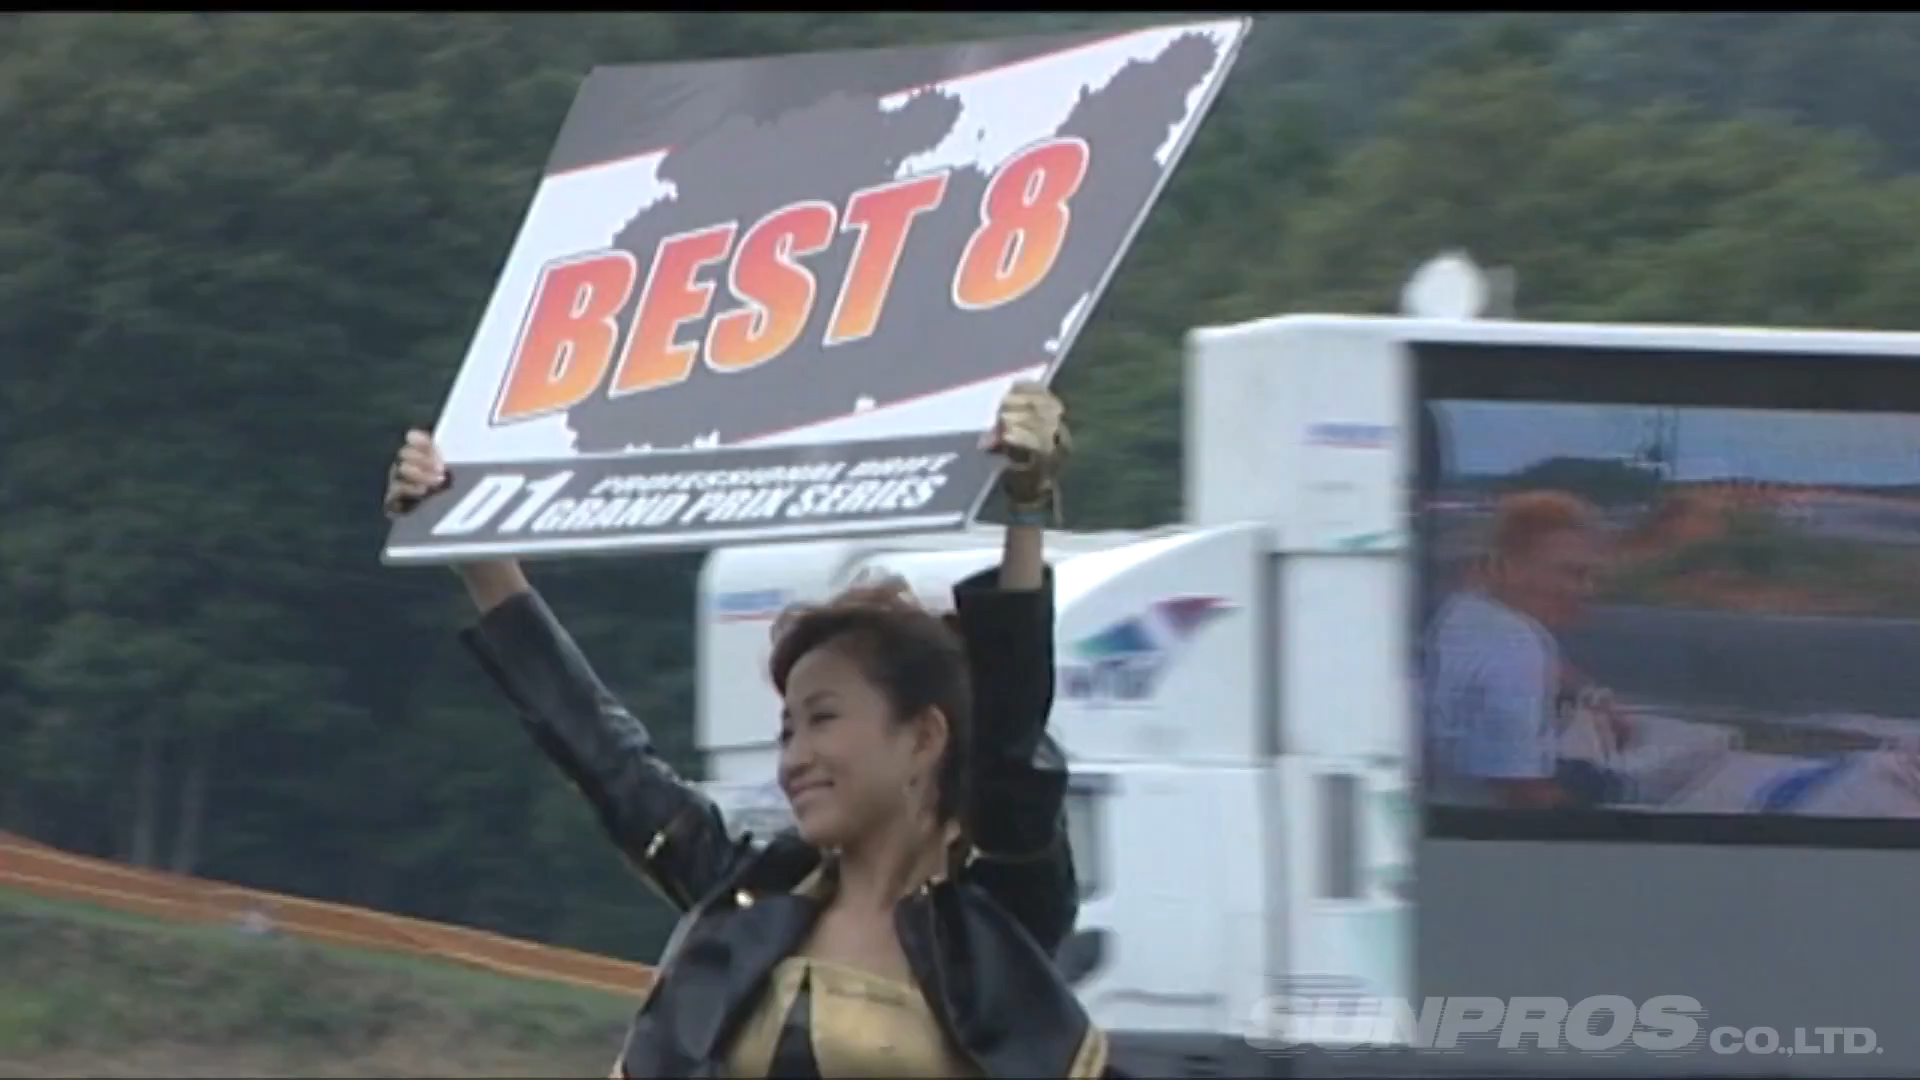 BEST 8
D1 PROFESSIONAL DRIFT
GRAND PRIX SERIES
SUNPROS CO.,LTD.